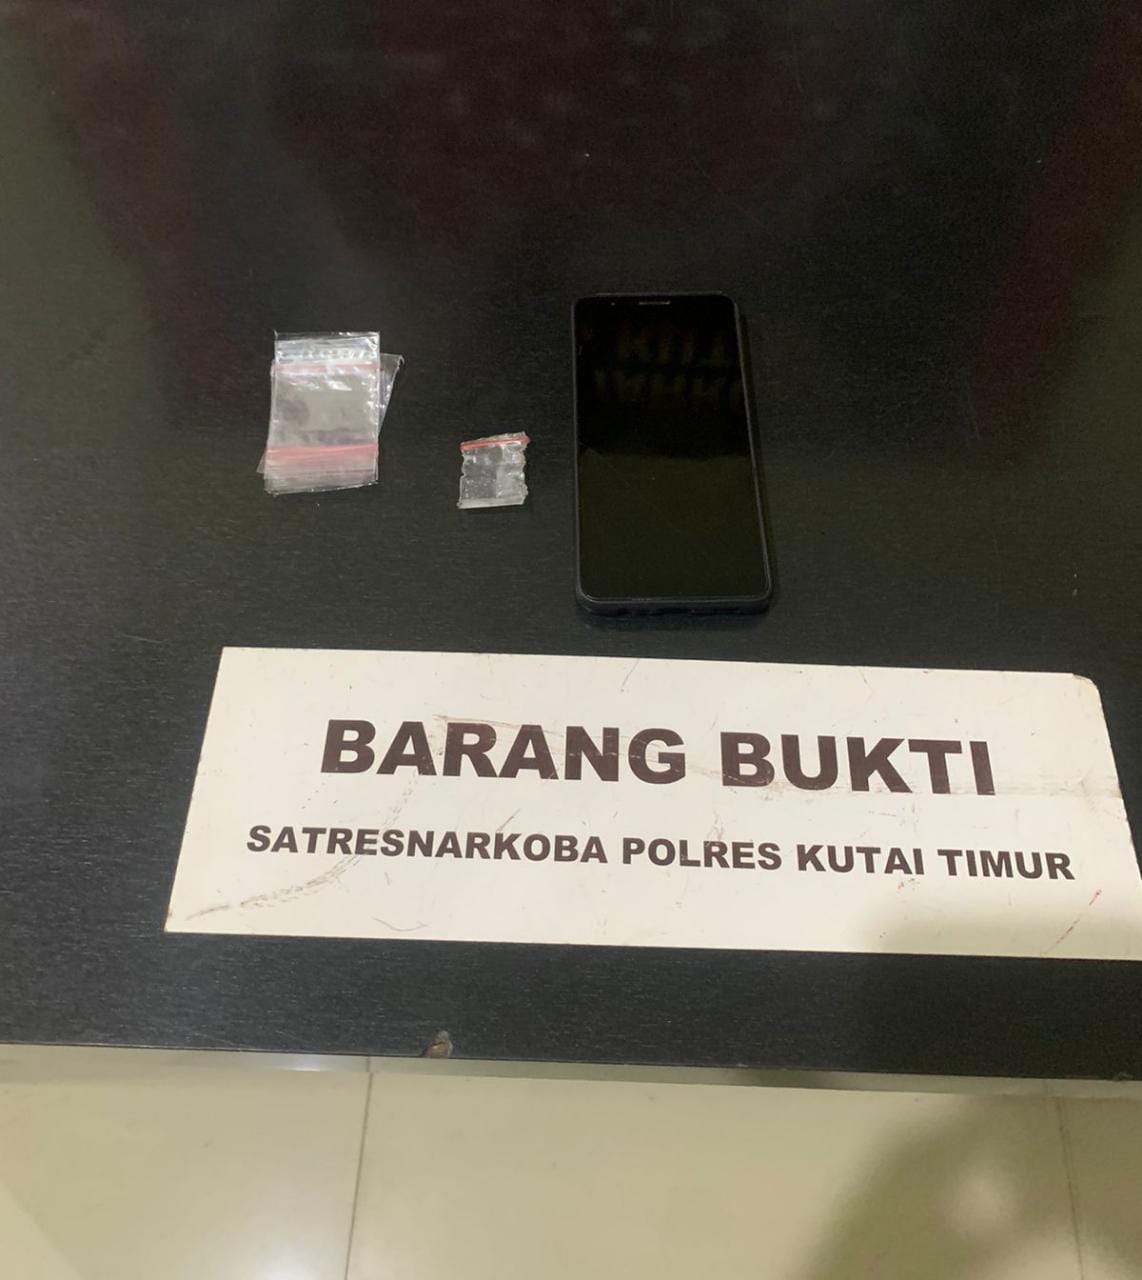 BARANG BUKTI
SATRESNARKOBA POLRES KUTAI TIMUR